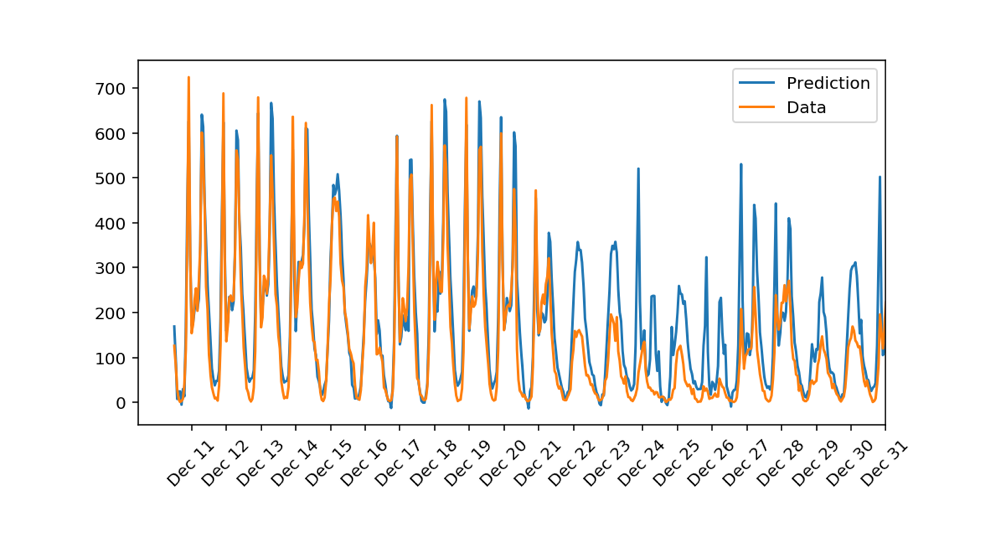 Prediction
Data
700
600
500
400
300
200
100
0
Dec 11
Dec 12
Dec 13
Dec 14
Dec 15
Dec 16
Dec 17
Dec 18
Dec 19
Dec 20
Dec 21
Dec 22
Dec 23
Dec 24
Dec 25
Dec 26
Dec 27
Dec 28
Dec 29
Dec 30
Dec 31